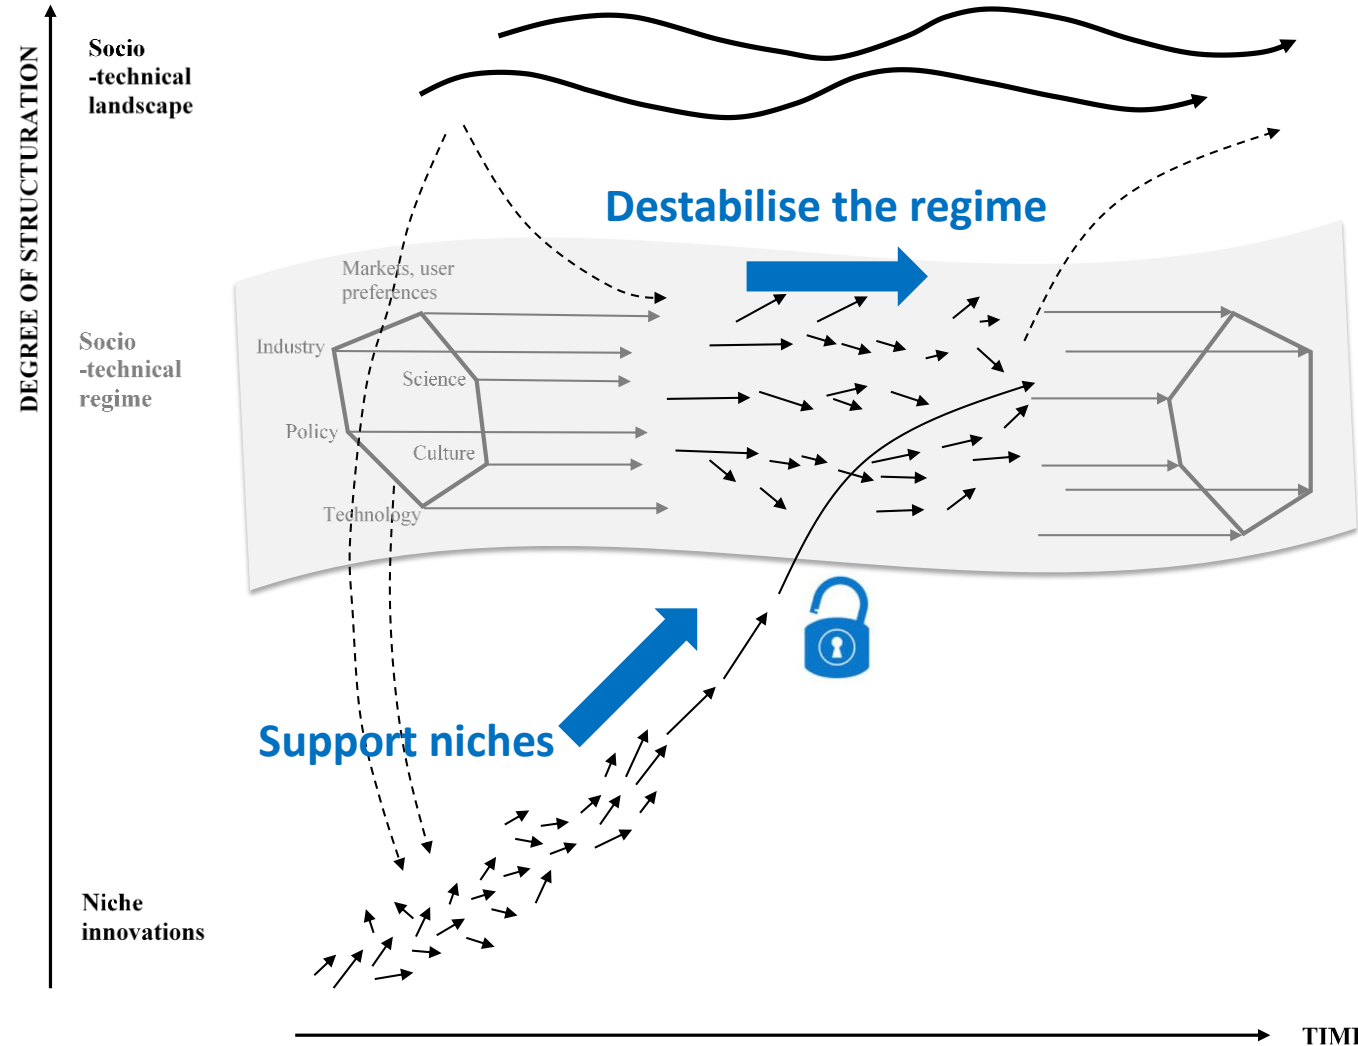 DEGREE OF STRUCTURATION
Socio
-technical
landscape
Destabilise the regime
Markets, user
preferences
Industry
Socio
-technical
regime
Science
Policy
Culture
Technology
Support niches
Niche
innovations